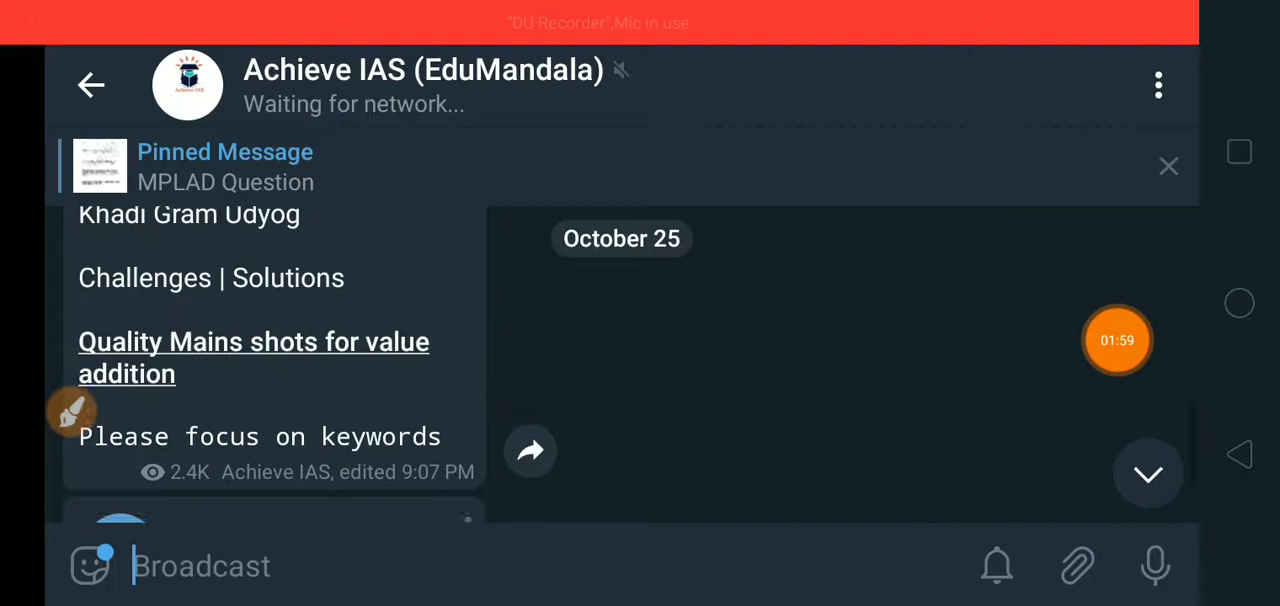 "DU Recorder",Mic in use
Achieve IAS (EduMandala)
Waiting for network...
Pinned Message
MPLAD Question
Khadi Gram Udyog
October 25
Challenges | Solutions
Quality Mains shots for value
addition
01:59
Please focus on keywords
2.4K Achieve IAS, edited 9:07 PM
Broadcast